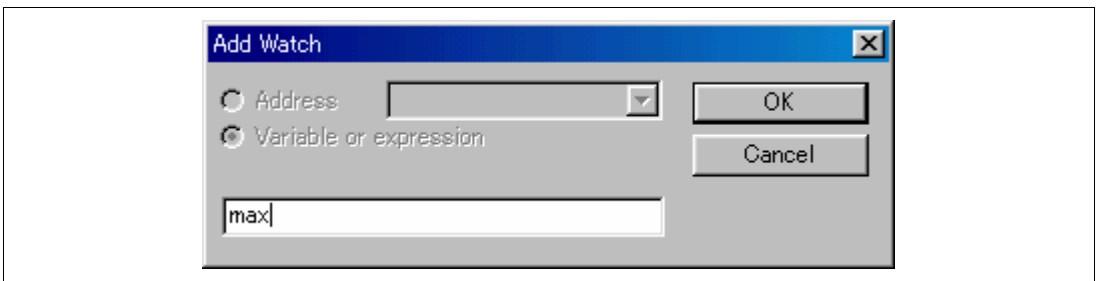 Add Watch
Address
OK
Variable or expression
Cancel
max